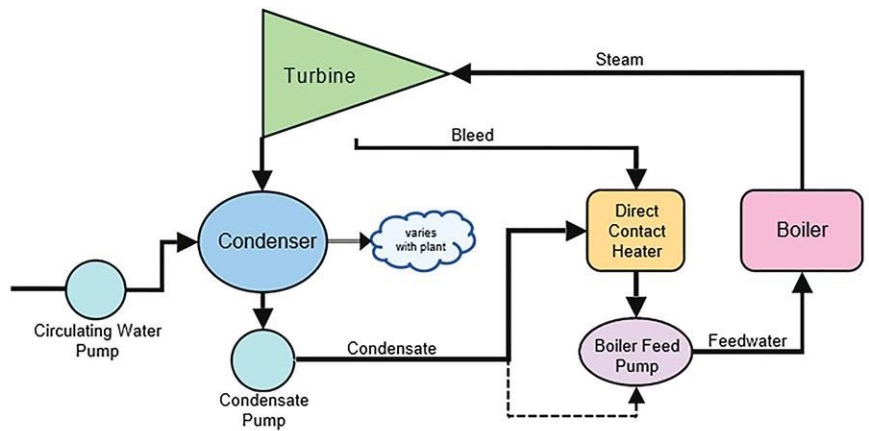 Steam
Turbine
Bleed
Direct
Contact
Heater
Boiler
Condenser
varies
with plant
Circulating Water
Pump
Condensate
Boiler Feed
Pump
Feedwater
Condensate
Pump